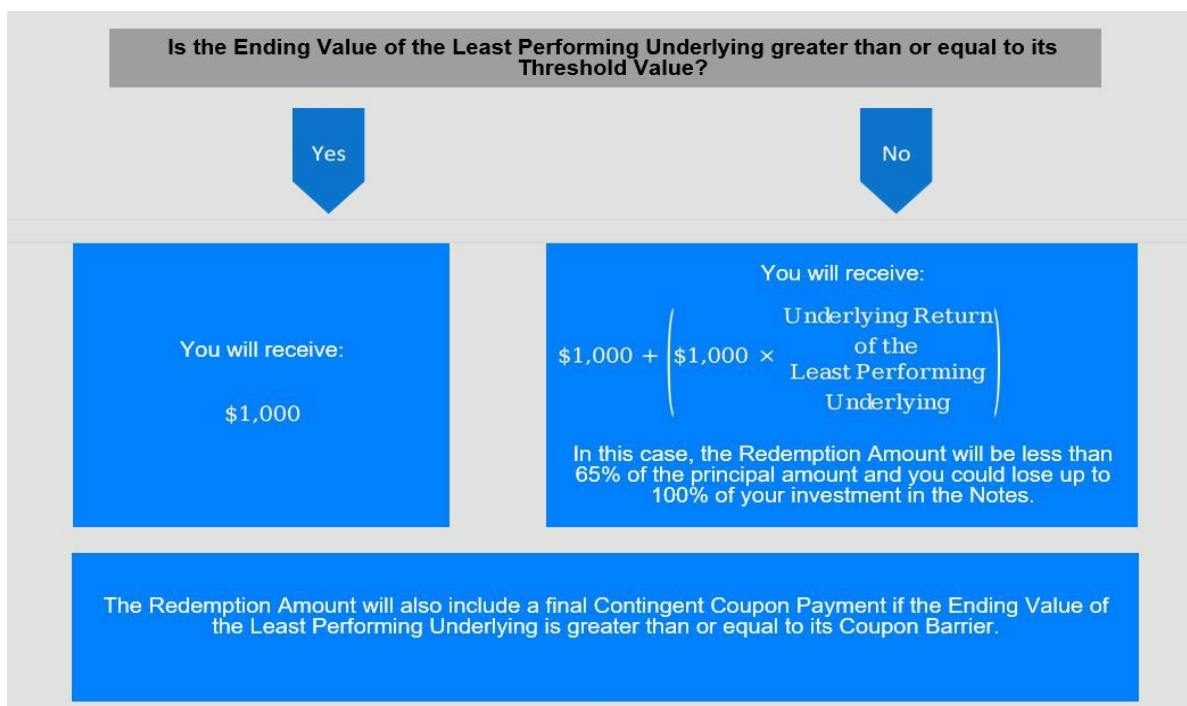 Is the Ending Value of the Least Performing Underlying greater than or equal to its
Threshold Value?
Yes
No
You will receive:
$1,000
You will receive:
$1,000 + ($1,000 × Underlying Return
of the
Least Performing
Underlying)
In this case, the Redemption Amount will be less than
65% of the principal amount and you could lose up to
100% of your investment in the Notes.
The Redemption Amount will also include a final Contingent Coupon Payment if the Ending Value of
the Least Performing Underlying is greater than or equal to its Coupon Barrier.